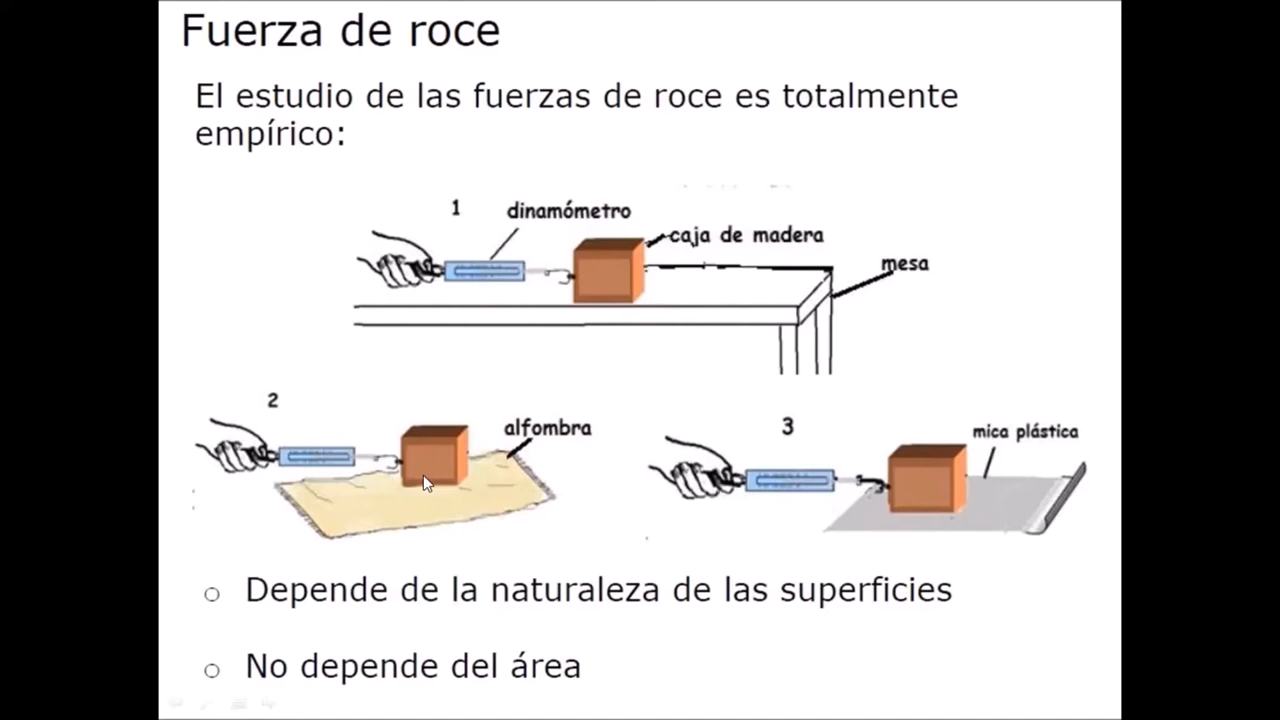 Fuerza de roce
El estudio de las fuerzas de roce es totalmente
empírico:
1
dinamómetro
caja de madera
mesa
2
alfombra
3
mica plástica
Depende de la naturaleza de las superficies
No depende del área